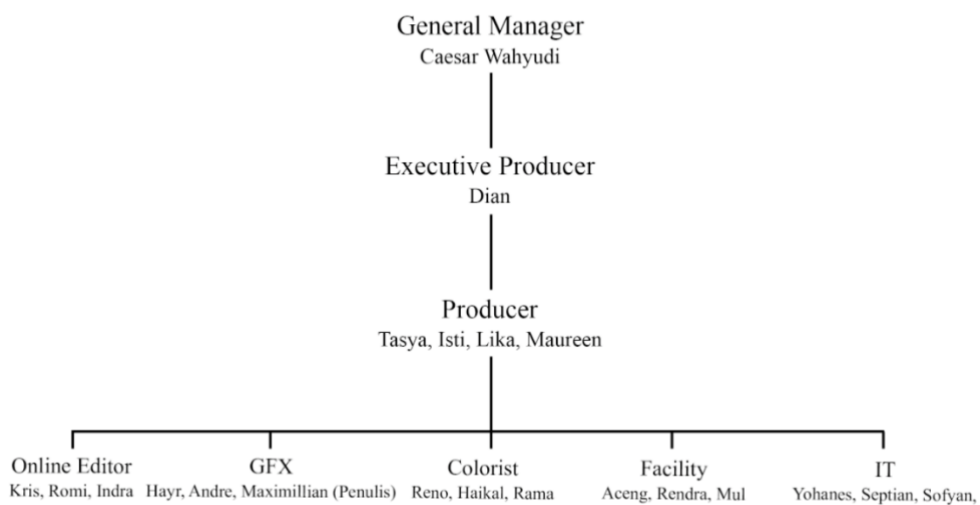 General Manager
Caesar Wahyudi
Executive Producer
Dian
Producer
Tasya, Isti, Lika, Maureen
Online Editor
Kris, Romi, Indra
GFX
Hayr, Andre, Maximillian (Penulis)
Colorist
Reno, Haikal, Rama
Facility
Aceng, Rendra, Mul
IT
Yohanes, Septian, Sofyan,